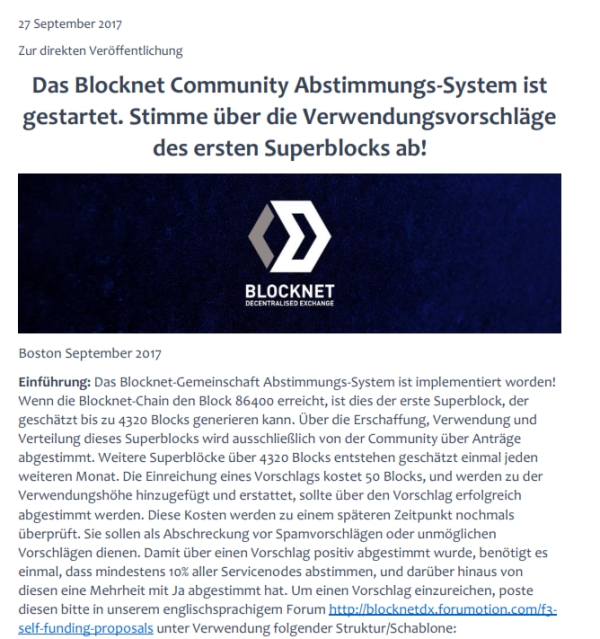 27 September 2017
Zur direkten Veröffentlichung
Das Blocknet Community Abstimmungs-System ist
gestartet. Stimme über die Verwendungsvorschläge
des ersten Superblocks ab!
BLOCKNET
DECENTRALISED EXCHANGE
Boston September 2017
Einführung: Das Blocknet-Gemeinschaft Abstimmungs-System ist implementiert worden!
Wenn die Blocknet-Chain den Block 86400 erreicht, ist dies der erste Superblock, der
geschätzt bis zu 4320 Blocks generieren kann. Über die Erschaffung, Verwendung und
Verteilung dieses Superblocks wird ausschließlich von der Community über Anträge
abgestimmt. Weitere Superblöcke über 4320 Blocks entstehen geschätzt einmal jeden
weiteren Monat. Die Einreichung eines Vorschlags kostet 50 Blocks, und werden zu der
Verwendungshöhe hinzugefügt und erstattet, sollte über den Vorschlag erfolgreich
abgestimmt werden. Diese Kosten werden zu einem späteren Zeitpunkt nochmals
überprüft. Sie sollen als Abschreckung vor Spamvorschlägen oder unmöglichen
Vorschlägen dienen. Damit über einen Vorschlag positiv abgestimmt wurde, benötigt es
einmal, dass mindestens 10% aller Servicenodes abstimmen, und darüber hinaus von
diesen eine Mehrheit mit Ja abgestimmt hat. Um einen Vorschlag einzureichen, poste
diesen bitte in unserem englischsprachigem Forum http://blocknetdx.forumotion.com/f3-
self-funding-proposals unter Verwendung folgender Struktur/Schablone: